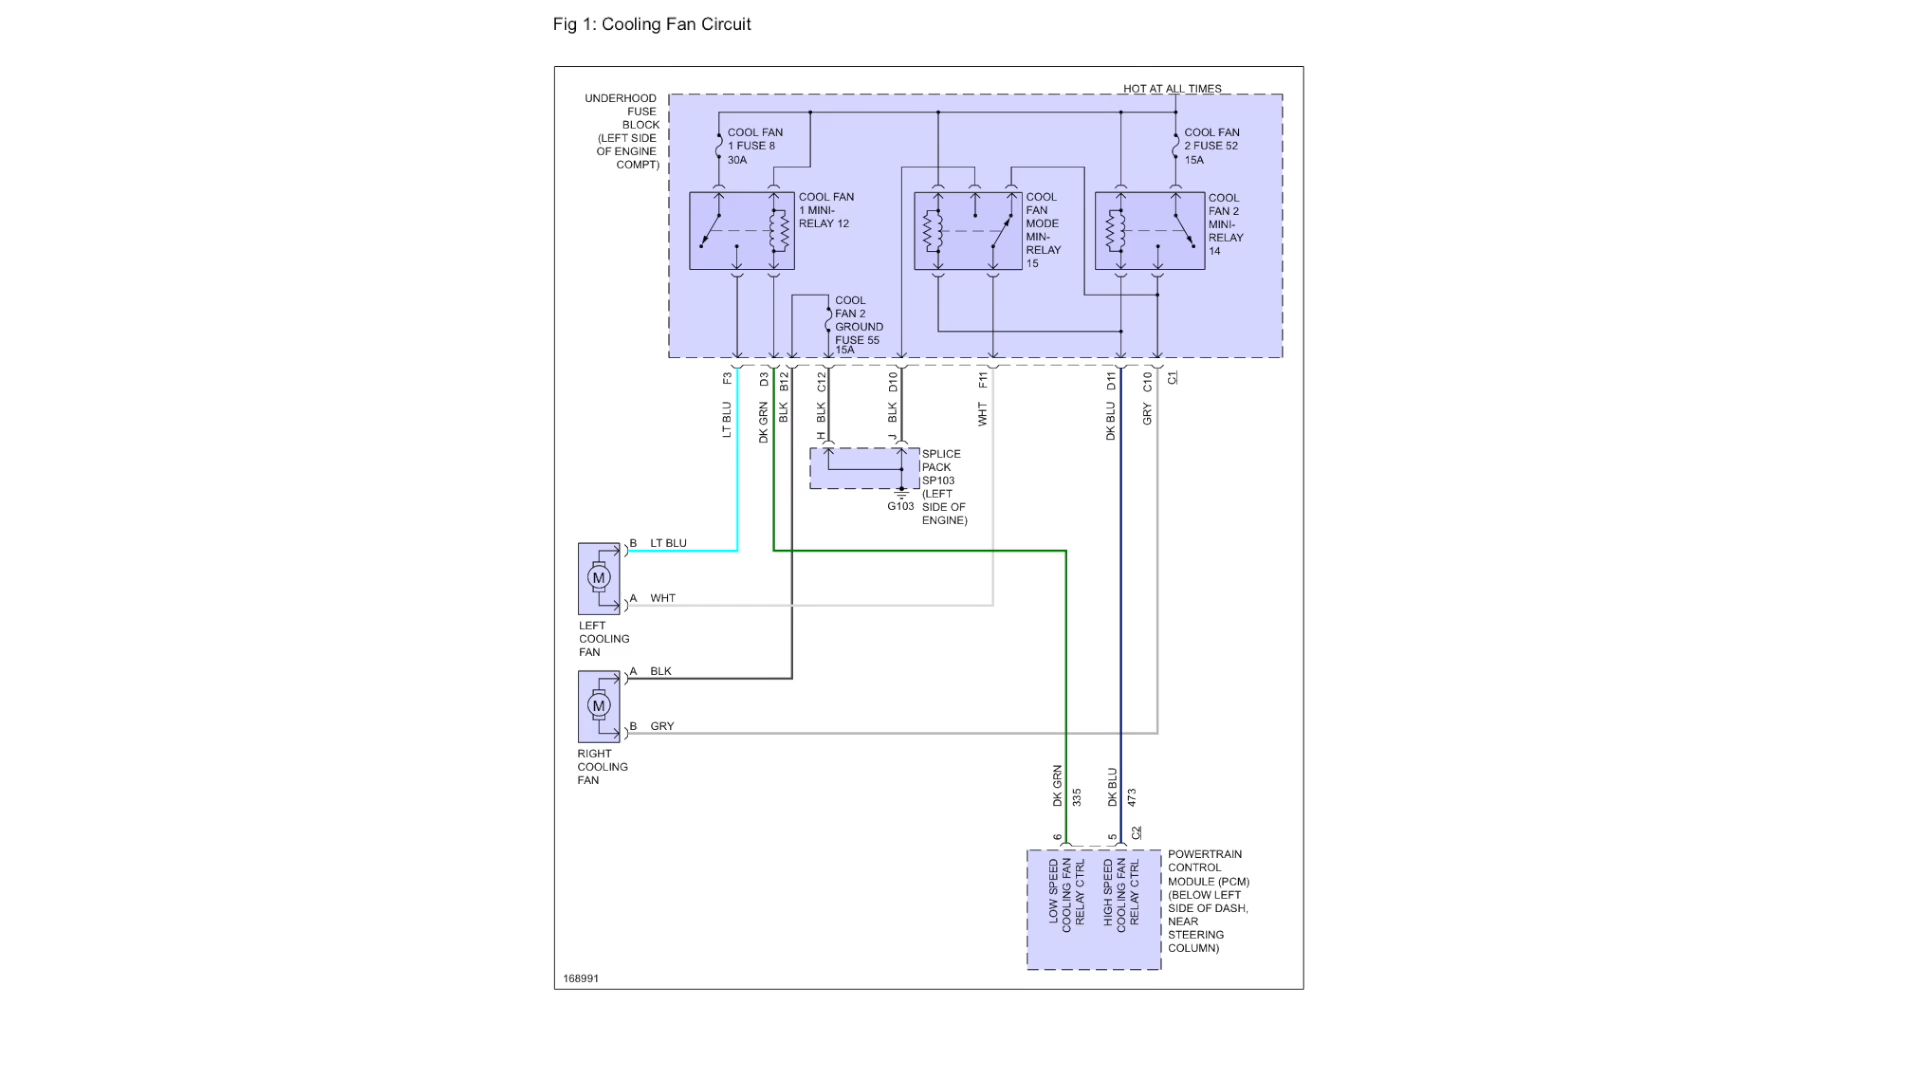 Fig 1: Cooling Fan Circuit
HOT AT ALL TIMES
UNDERHOOD
FUSE
BLOCK
(LEFT SIDE
OF ENGINE
COMPT)
COOL FAN
1 FUSE 8
30A
COOL FAN
2 FUSE 52
15A
COOL FAN
1 MINI-
RELAY 12
COOL
FAN
MODE
MIN-
RELAY
15
COOL
FAN 2
MINI-
RELAY
14
COOL
FAN 2
GROUND
FUSE 55
15A
F3
D3
B12
C12
D10
F11
D11
C10
C1
LT BLU
DK GRN
BLK
BLK
BLK
WHT
DK BLU
GRY
H
J
SPLICE
PACK
SP103
(LEFT
SIDE OF
ENGINE)
G103
B LT BLU
M
A WHT
LEFT
COOLING
FAN
A BLK
M
B GRY
RIGHT
COOLING
FAN
DK GRN
335
DK BLU
473
6
5
C2
LOW SPEED
COOLING FAN
RELAY CTRL
HIGH SPEED
COOLING FAN
RELAY CTRL
POWERTRAIN
CONTROL
MODULE (PCM)
(BELOW LEFT
SIDE OF DASH,
NEAR
STEERING
COLUMN)
168991